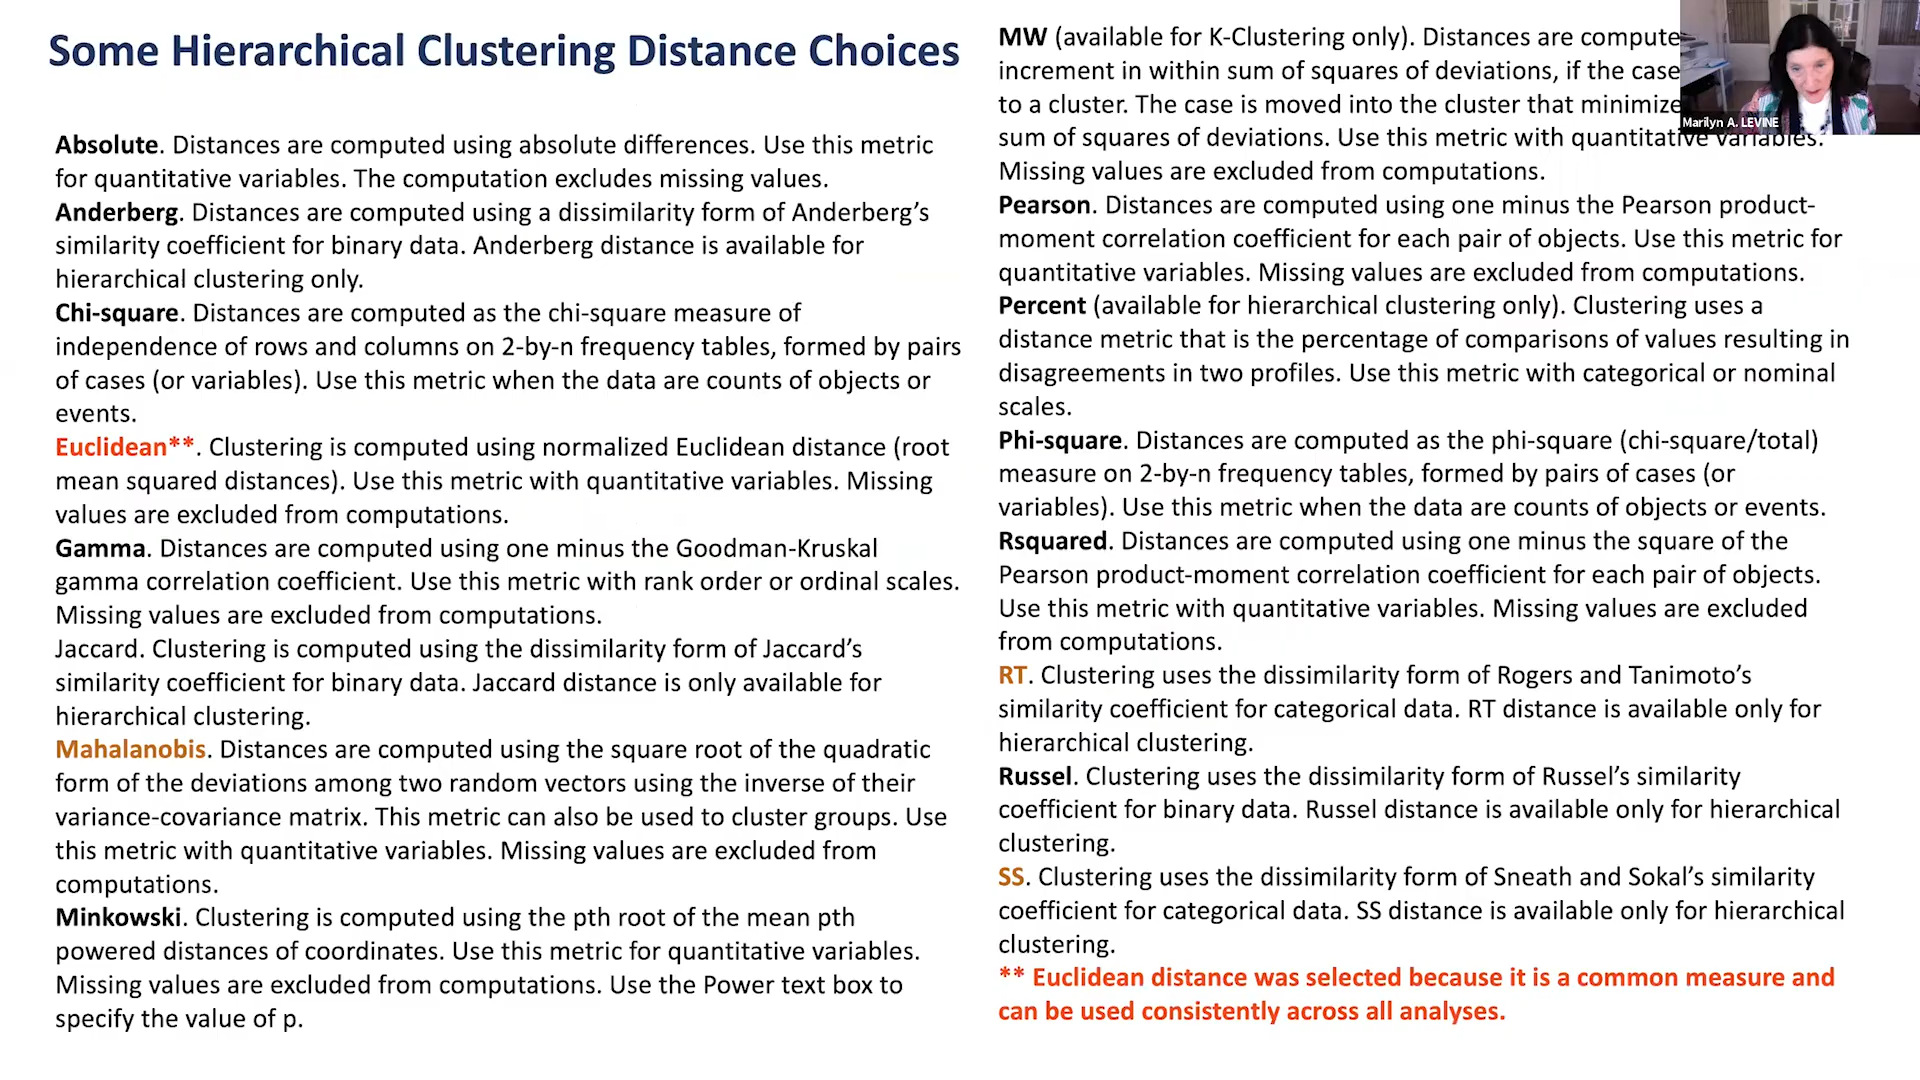 Some Hierarchical Clustering Distance Choices
Absolute. Distances are computed using absolute differences. Use this metric
for quantitative variables. The computation excludes missing values.
Anderberg. Distances are computed using a dissimilarity form of Anderberg’s
similarity coefficient for binary data. Anderberg distance is available for
hierarchical clustering only.
Chi-square. Distances are computed as the chi-square measure of
independence of rows and columns on 2-by-n frequency tables, formed by pairs
of cases (or variables). Use this metric when the data are counts of objects or
events.
Euclidean**. Clustering is computed using normalized Euclidean distance (root
mean squared distances). Use this metric with quantitative variables. Missing
values are excluded from computations.
Gamma. Distances are computed using one minus the Goodman-Kruskal
gamma correlation coefficient. Use this metric with rank order or ordinal scales.
Missing values are excluded from computations.
Jaccard. Clustering is computed using the dissimilarity form of Jaccard’s
similarity coefficient for binary data. Jaccard distance is only available for
hierarchical clustering.
Mahalanobis. Distances are computed using the square root of the quadratic
form of the deviations among two random vectors using the inverse of their
variance-covariance matrix. This metric can also be used to cluster groups. Use
this metric with quantitative variables. Missing values are excluded from
computations.
Minkowski. Clustering is computed using the pth root of the mean pth
powered distances of coordinates. Use this metric for quantitative variables.
Missing values are excluded from computations. Use the Power text box to
specify the value of p.
MW (available for K-Clustering only). Distances are compute
increment in within sum of squares of deviations, if the case
to a cluster. The case is moved into the cluster that minimize
sum of squares of deviations. Use this metric with quantitative variables.
Missing values are excluded from computations.
Pearson. Distances are computed using one minus the Pearson product-
moment correlation coefficient for each pair of objects. Use this metric for
quantitative variables. Missing values are excluded from computations.
Percent (available for hierarchical clustering only). Clustering uses a
distance metric that is the percentage of comparisons of values resulting in
disagreements in two profiles. Use this metric with categorical or nominal
scales.
Phi-square. Distances are computed as the phi-square (chi-square/total)
measure on 2-by-n frequency tables, formed by pairs of cases (or
variables). Use this metric when the data are counts of objects or events.
Rsquared. Distances are computed using one minus the square of the
Pearson product-moment correlation coefficient for each pair of objects.
Use this metric with quantitative variables. Missing values are excluded
from computations.
RT. Clustering uses the dissimilarity form of Rogers and Tanimoto’s
similarity coefficient for categorical data. RT distance is available only for
hierarchical clustering.
Russel. Clustering uses the dissimilarity form of Russel’s similarity
coefficient for binary data. Russel distance is available only for hierarchical
clustering.
SS. Clustering uses the dissimilarity form of Sneath and Sokal’s similarity
coefficient for categorical data. SS distance is available only for hierarchical
clustering.
** Euclidean distance was selected because it is a common measure and
can be used consistently across all analyses.
Marilyn A. LEVINE